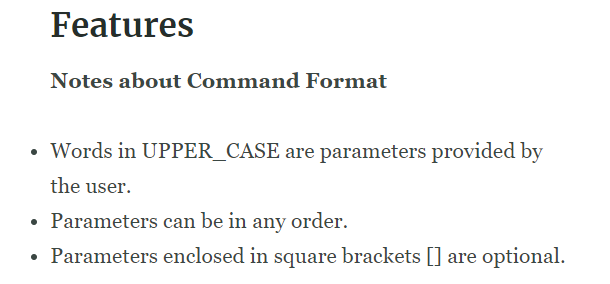 Features
Notes about Command Format
• Words in UPPER_CASE are parameters provided by
the user.
• Parameters can be in any order.
• Parameters enclosed in square brackets [] are optional.